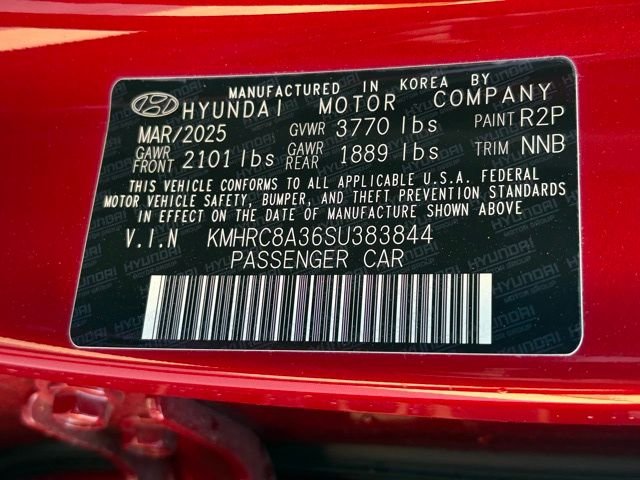 MANUFACTURED IN KOREA BY
HYUNDAI MOTOR COMPANY
MAR/2025 GVWR 3770 lbs PAINT R2P
GAWR FRONT 2101 lbs GAWR REAR 1889 lbs TRIM NNB
THIS VEHICLE CONFORMS TO ALL APPLICABLE U.S.A. FEDERAL
MOTOR VEHICLE SAFETY, BUMPER, AND THEFT PREVENTION STANDARDS
IN EFFECT ON THE DATE OF MANUFACTURE SHOWN ABOVE
V.I.N KMHRC8A36SU383844
PASSENGER CAR